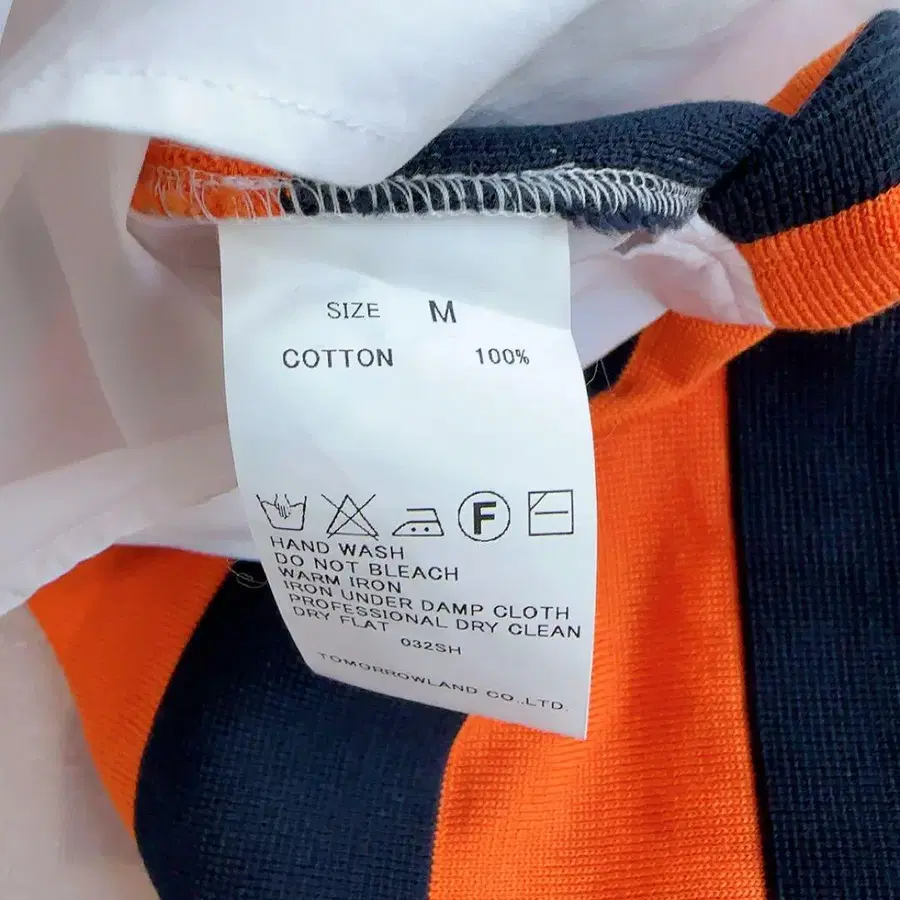 SIZE M
COTTON 100%
F
HAND WASH
DO NOT BLEACH
WARM IRON
IRON UNDER DAMP CLOTH
PROFESSIONAL DRY CLEAN
DRY FLAT
032SH
TOMORROWLAND CO.,LTD.